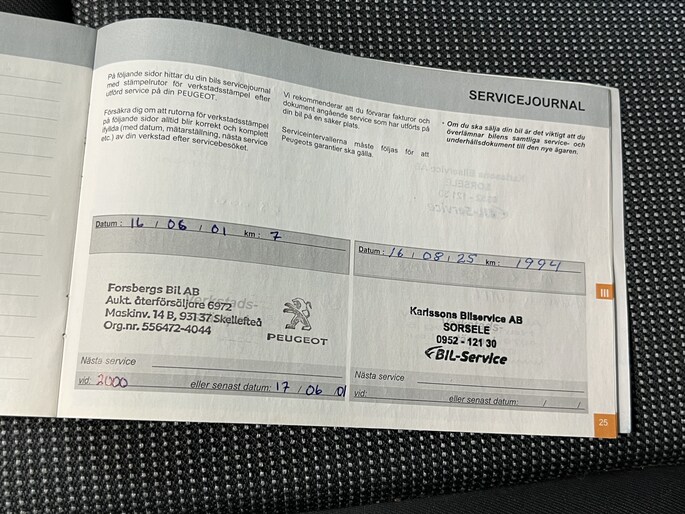 SERVICEJOURNAL
På följande sidor hittar du din bils servicejournal
med stämpelrutor för verkstadsstämpel efter
utförd service på din PEUGEOT.
Försäkra dig om att rutorna för verkstadsstämpel
på följande sidor alltid blir korrekt och komplett
ifyllda (med datum, mätarställning, nästa service
etc.) av din verkstad efter servicebesöket.
Vi rekommenderar att du förvarar fakturor och
dokument angående service som har utförts på
din bil på en säker plats.
Serviceintervallerna måste följas för att
Peugeots garantier ska gälla.
* Om du ska sälja din bil är det viktigt att du
överlämnar bilens samtliga service- och
underhållsdokument till den nye ägaren.
Datum : 16 / 06 / 01 km : 7
Forsbergs Bil AB
Aukt. återförsäljare 6972
Maskinv. 14 B, 931 37 Skellefteå
Org.nr. 556472-4044
PEUGEOT
Nästa service
vid: 2000 eller senast datum: 17 / 06 / 01
Datum : 16 / 08 / 25 km : 1994
Karlssons Bilservice AB
SORSELE
0952 - 121 30
BIL-Service
Nästa service
vid: eller senast datum: / /
III
25